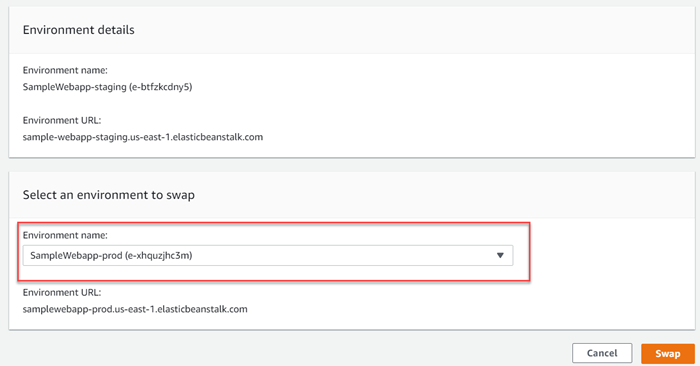 Environment details
Environment name:
SampleWebapp-staging (e-btfzkcdny5)
Environment URL:
sample-webapp-staging.us-east-1.elasticbeanstalk.com
Select an environment to swap
Environment name:
SampleWebapp-prod (e-xhquzjhc3m)
Environment URL:
samplewebapp-prod.us-east-1.elasticbeanstalk.com
Cancel
Swap